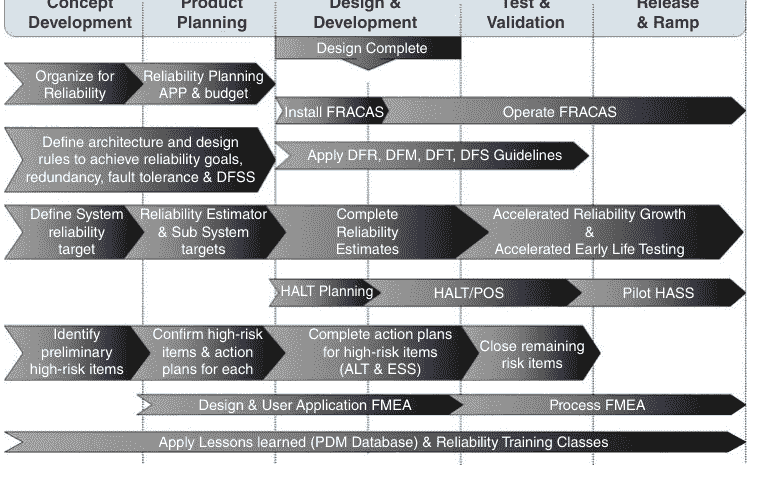 Concept Product Design & Test & Release
Development Planning Development Validation & Ramp
Design Complete
Organize for
Reliability
Reliability Planning
APP & budget
Install FRACAS
Operate FRACAS
Define architecture and design
rules to achieve reliability goals,
redundancy, fault tolerance & DFSS
Apply DFR, DFM, DFT, DFS Guidelines
Define System
reliability
target
Reliability Estimator
& Sub System
targets
Complete
Reliability
Estimates
Accelerated Reliability Growth
&
Accelerated Early Life Testing
HALT Planning
HALT/POS
Pilot HASS
Identify
preliminary
high-risk items
Confirm high-risk
items & action
plans for each
Complete action plans
for high-risk items
(ALT & ESS)
Close remaining
risk items
Design & User Application FMEA
Process FMEA
Apply Lessons learned (PDM Database) & Reliability Training Classes